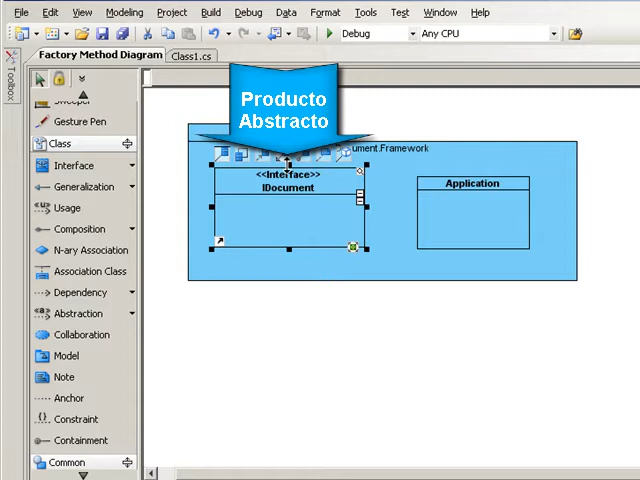 File Edit View Modeling Project Build Debug Data Format Tools Test Window Help
Debug Any CPU
Factory Method Diagram Class1.cs
Toolbox
Producto
Abstracto
Sweeper
Gesture Pen
Class
Interface
Generalization
Usage
Composition
N-ary Association
Association Class
Dependency
Abstraction
Collaboration
Model
Note
Anchor
Constraint
Containment
Common
ument.Framework
<<Interface>>
IDocument
Application